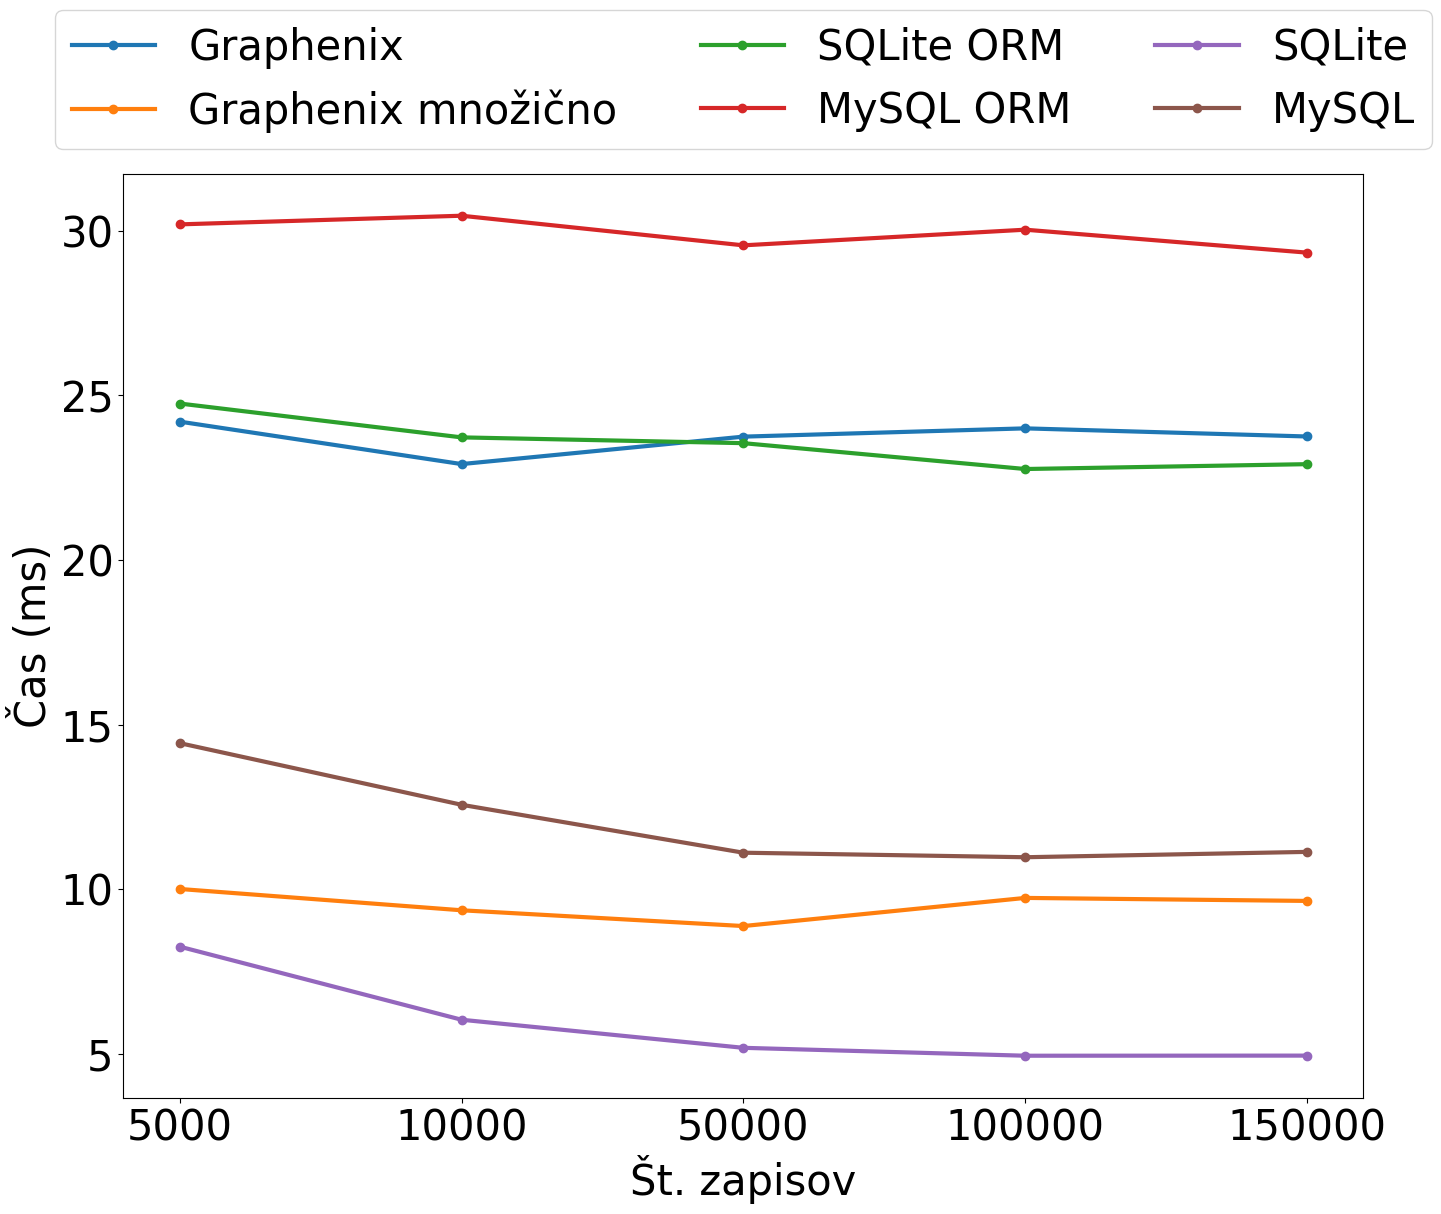 Graphenix
SQLite ORM
SQLite
Graphenix množično
MySQL ORM
MySQL
30
25
20
15
10
5
Čas (ms)
5000
10000
50000
100000
150000
Št. zapisov